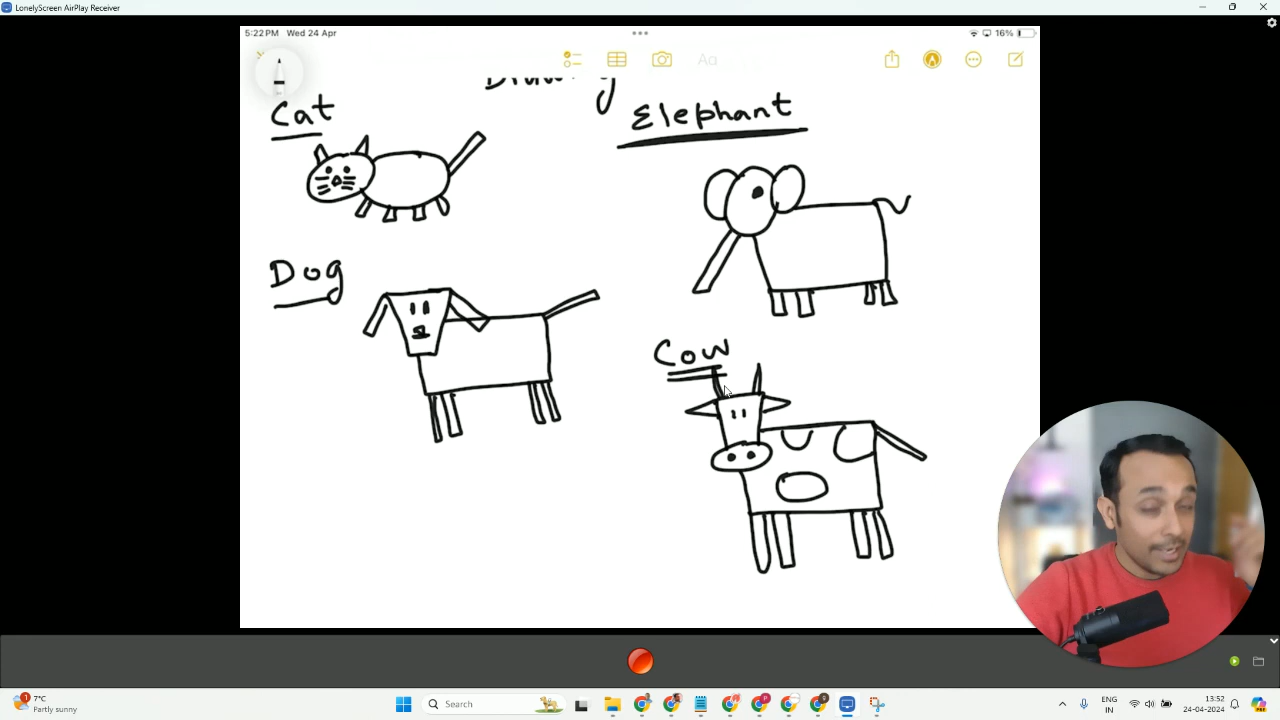 LonelyScreen AirPlay Receiver
5:22 PM Wed 24 Apr
16%
Aa
Cat
Elephant
Dog
Cow
7°C
Partly sunny
Search
ENG
IN
13:52
24-04-2024